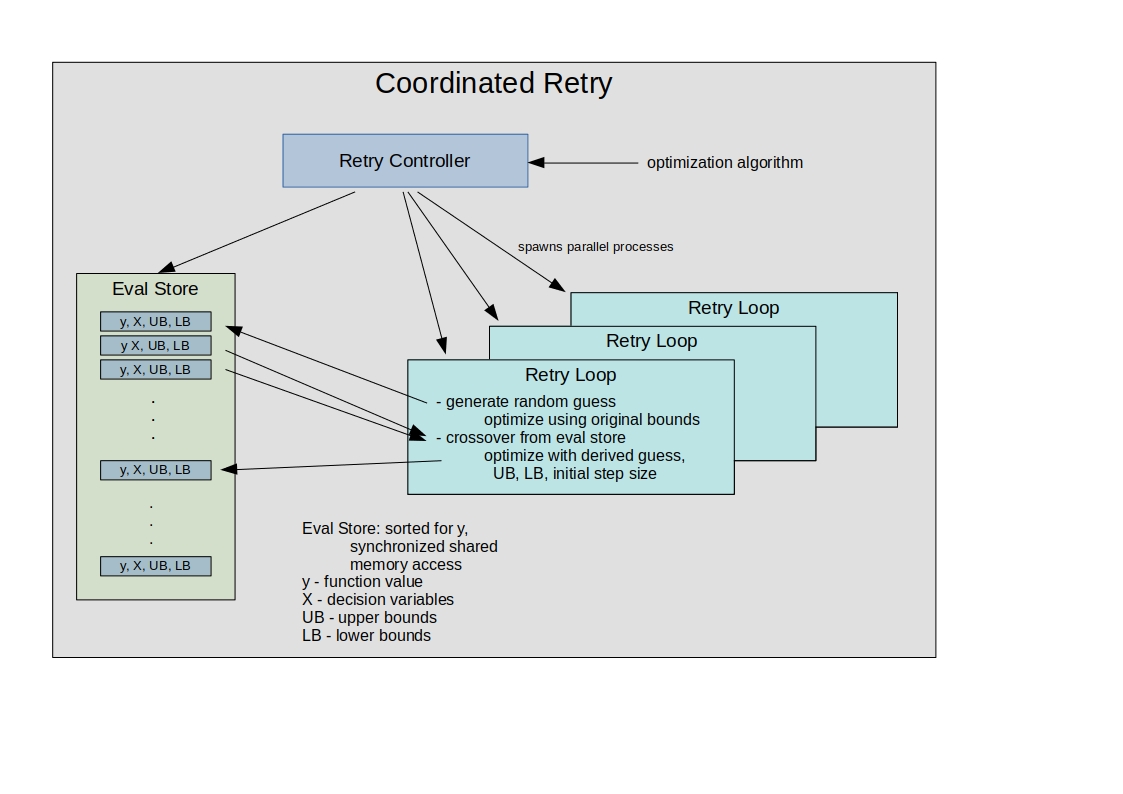 Coordinated Retry
Retry Controller
optimization algorithm
spawns parallel processes
Eval Store
y, X, UB, LB
y X, UB, LB
y, X, UB, LB
.
.
.
y, X, UB, LB
.
.
.
y, X, UB, LB
Retry Loop
Retry Loop
Retry Loop
- generate random guess
optimize using original bounds
- crossover from eval store
optimize with derived guess,
UB, LB, initial step size
Eval Store: sorted for y,
synchronized shared
memory access
y - function value
X - decision variables
UB - upper bounds
LB - lower bounds